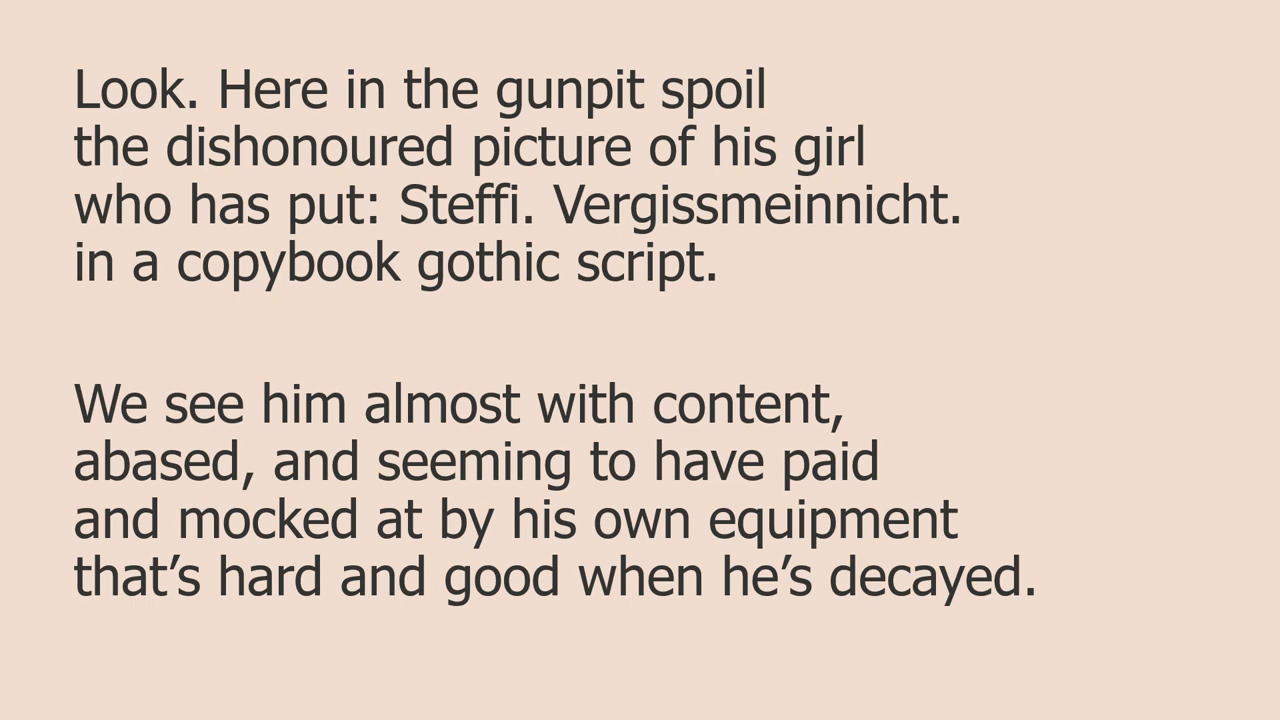 Look. Here in the gunpit spoil
the dishonoured picture of his girl
who has put: Steffi. Vergissmeinnicht.
in a copybook gothic script.
We see him almost with content,
abased, and seeming to have paid
and mocked at by his own equipment
that’s hard and good when he’s decayed.